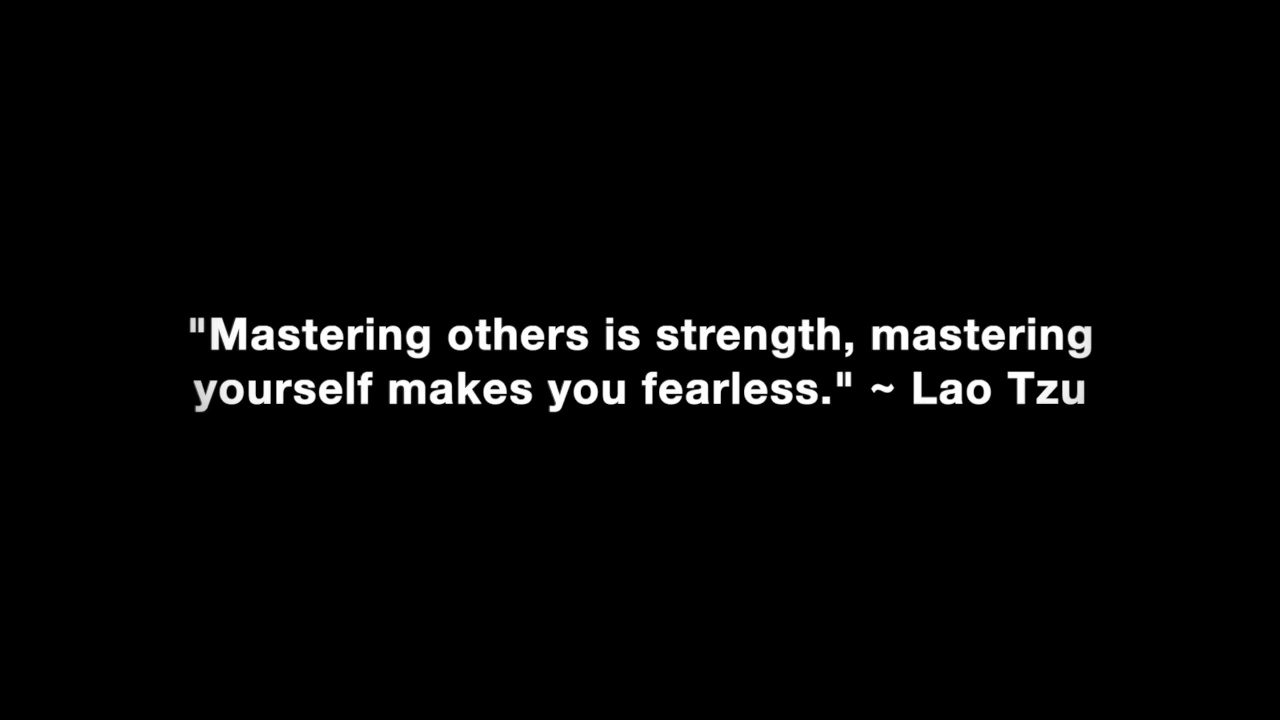 "Mastering others is strength, mastering
yourself makes you fearless." ~ Lao Tzu